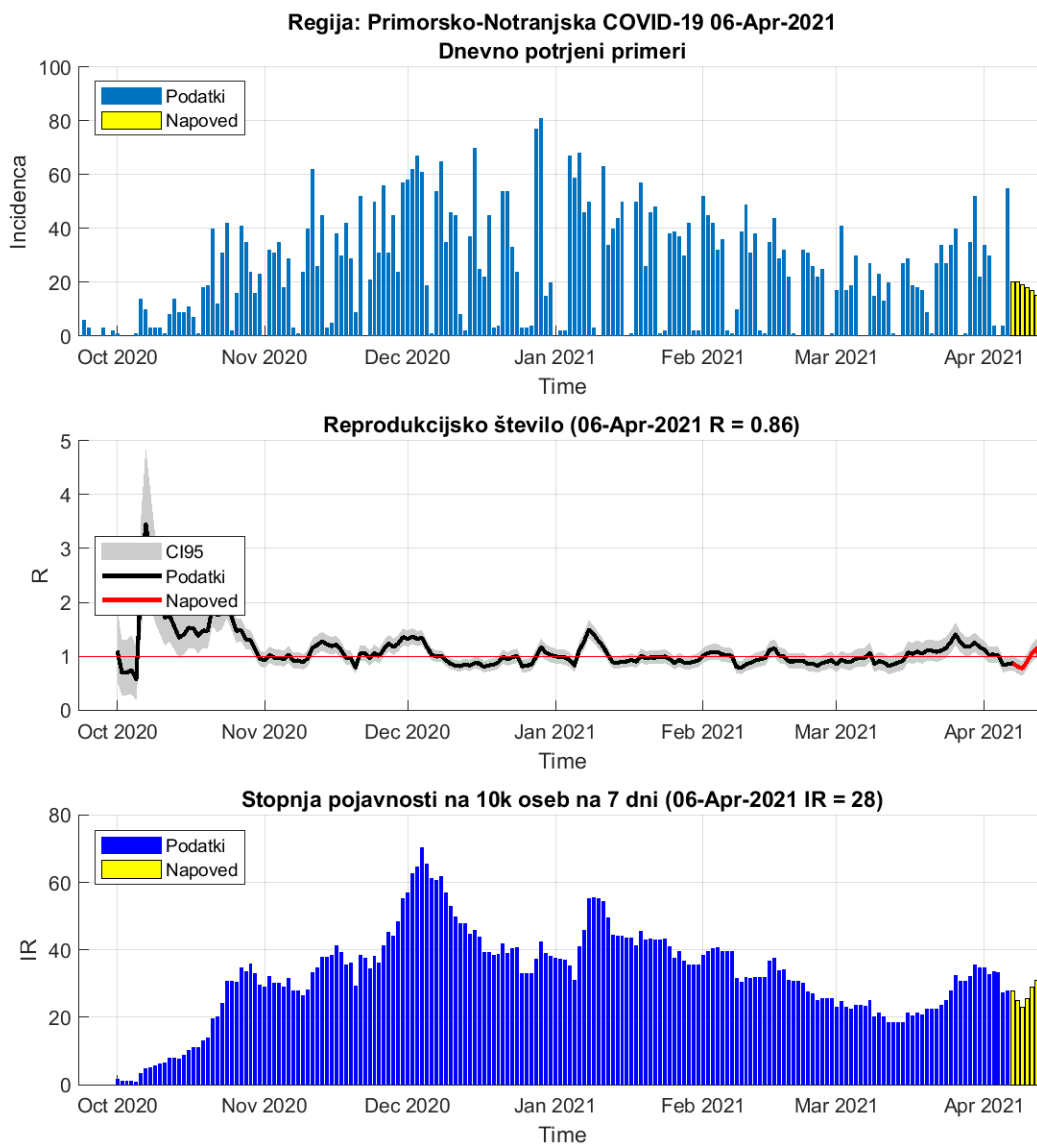 Regija: Primorsko-Notranjska COVID-19 06-Apr-2021
Dnevno potrjeni primeri
100
80
60
40
20
0
Incidenca
Podatki
Napoved
Oct 2020 Nov 2020 Dec 2020 Jan 2021 Feb 2021 Mar 2021 Apr 2021
Time
Reprodukcijsko število (06-Apr-2021 R = 0.86)
5
4
3
2
1
0
R
CI95
Podatki
Napoved
Oct 2020 Nov 2020 Dec 2020 Jan 2021 Feb 2021 Mar 2021 Apr 2021
Time
Stopnja pojavnosti na 10k oseb na 7 dni (06-Apr-2021 IR = 28)
80
60
40
20
0
IR
Podatki
Napoved
Oct 2020 Nov 2020 Dec 2020 Jan 2021 Feb 2021 Mar 2021 Apr 2021
Time